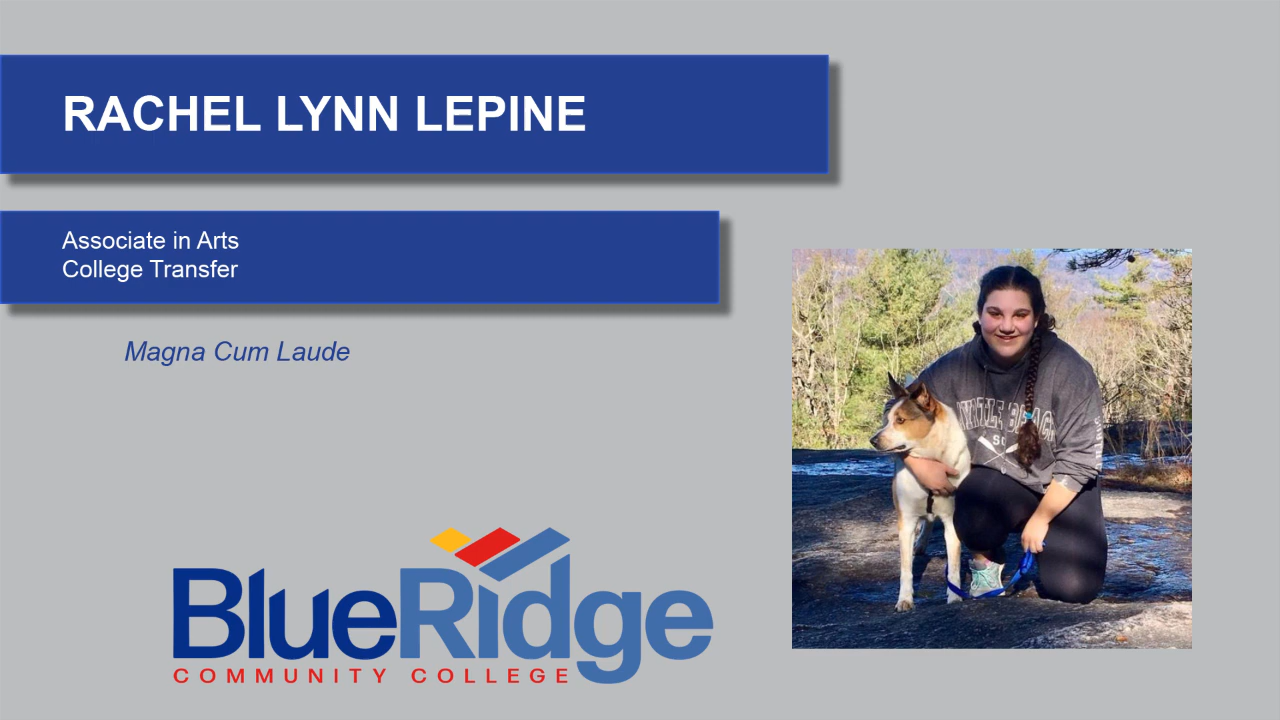 RACHEL LYNN LEPINE
Associate in Arts
College Transfer
Magna Cum Laude
BlueRidge
COMMUNITY COLLEGE